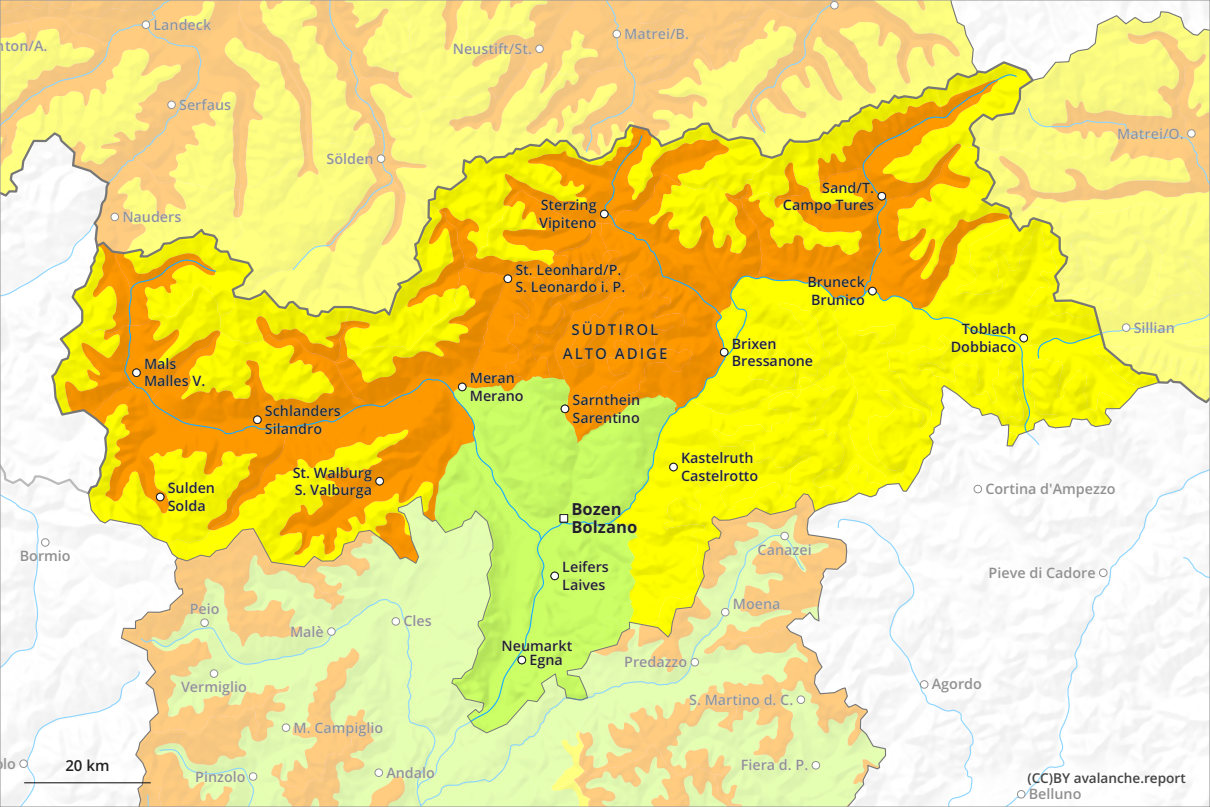 Landeck
ton/A.
Neustift/St.
Matrei/B.
Serfaus
Matrei/O.
Sölden
Sand/T.
Campo Tures
Sterzing
Vipiteno
Nauders
St. Leonhard/P.
S. Leonardo i. P.
Bruneck
Brunico
SÜDTIROL
ALTO ADIGE
Toblach
Dobbiaco
Sillian
Brixen
Bressanone
Mals
Malles V.
Meran
Merano
Sarnthein
Sarentino
Schlanders
Silandro
Kastelruth
Castelrotto
St. Walburg
S. Valburga
Sulden
Solda
Cortina d'Ampezzo
Bozen
Bolzano
Bormio
Canazei
Leifers
Laives
Pieve di Cadore
Peio
Moena
Malè
Cles
Neumarkt
Egna
Predazzo
Vermiglio
Agordo
S. Martino d. C.
M. Campiglio
20 km
Fiera d. P.
Pinzolo
Andalo
(CC)BY avalanche.report
Belluno